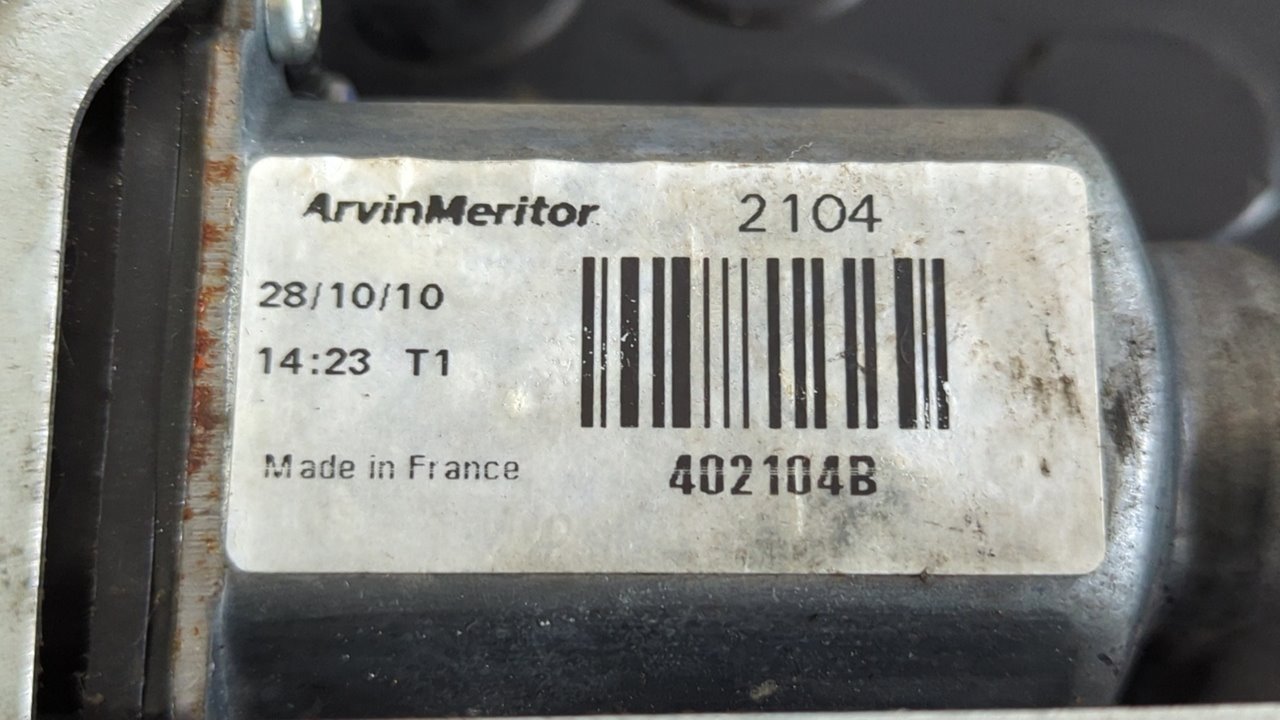 ArvinMeritor 2104
28/10/10
14:23 T1
Made in France 402104B